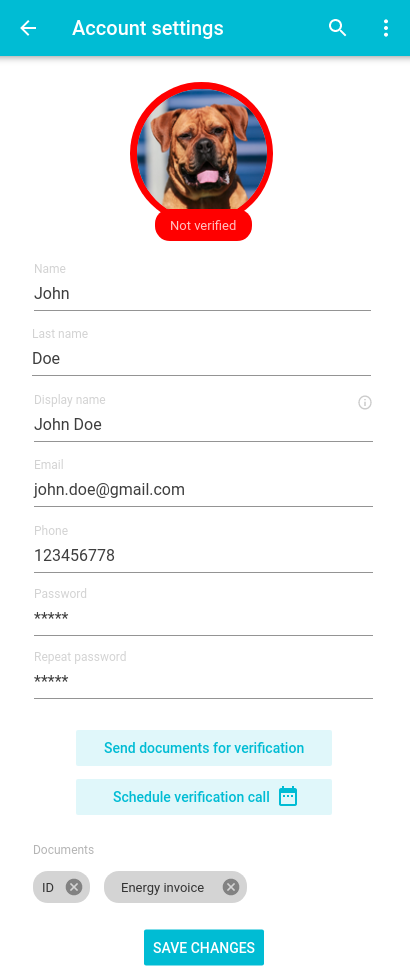 Account settings
Not verified
Name
John
Last name
Doe
Display name
John Doe
Email
john.doe@gmail.com
Phone
123456778
Password
*****
Repeat password
*****
Send documents for verification
Schedule verification call
Documents
ID Energy invoice
SAVE CHANGES